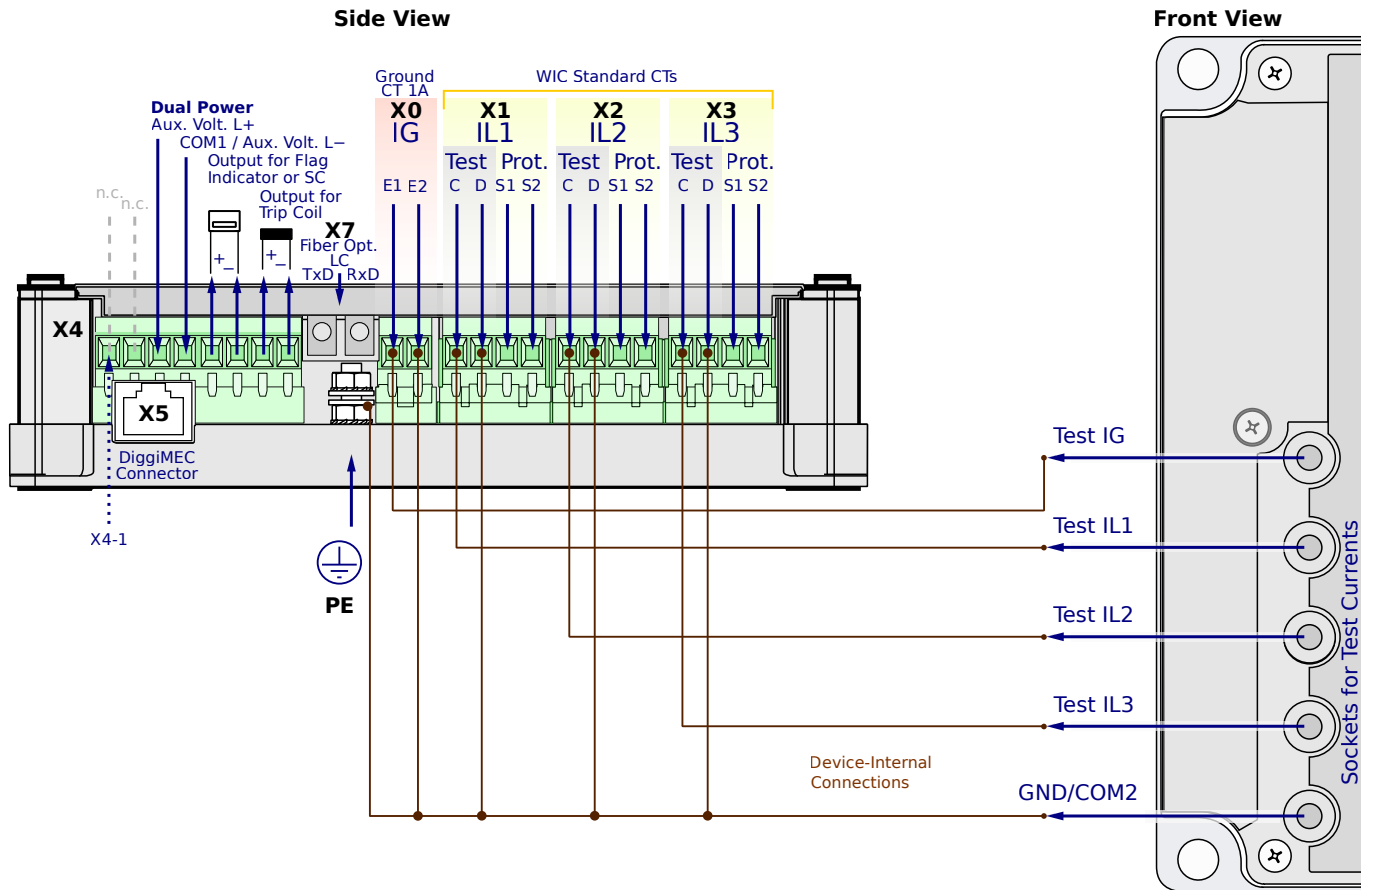 Side View
Front View
Ground
CT 1A
WIC Standard CTs
Dual Power
Aux. Volt. L+
COM1 / Aux. Volt. L−
Output for Flag
Indicator or SC
Output for
Trip Coil
n.c.
n.c.
+ −
+ −
X7
Fiber Opt.
LC
TxD RxD
X0
IG
E1 E2
X1
IL1
Test Prot.
C D S1 S2
X2
IL2
Test Prot.
C D S1 S2
X3
IL3
Test Prot.
C D S1 S2
X4
X5
DiggiMEC
Connector
X4-1
PE
Test IG
Test IL1
Test IL2
Test IL3
GND/COM2
Device-Internal
Connections
Sockets for Test Currents